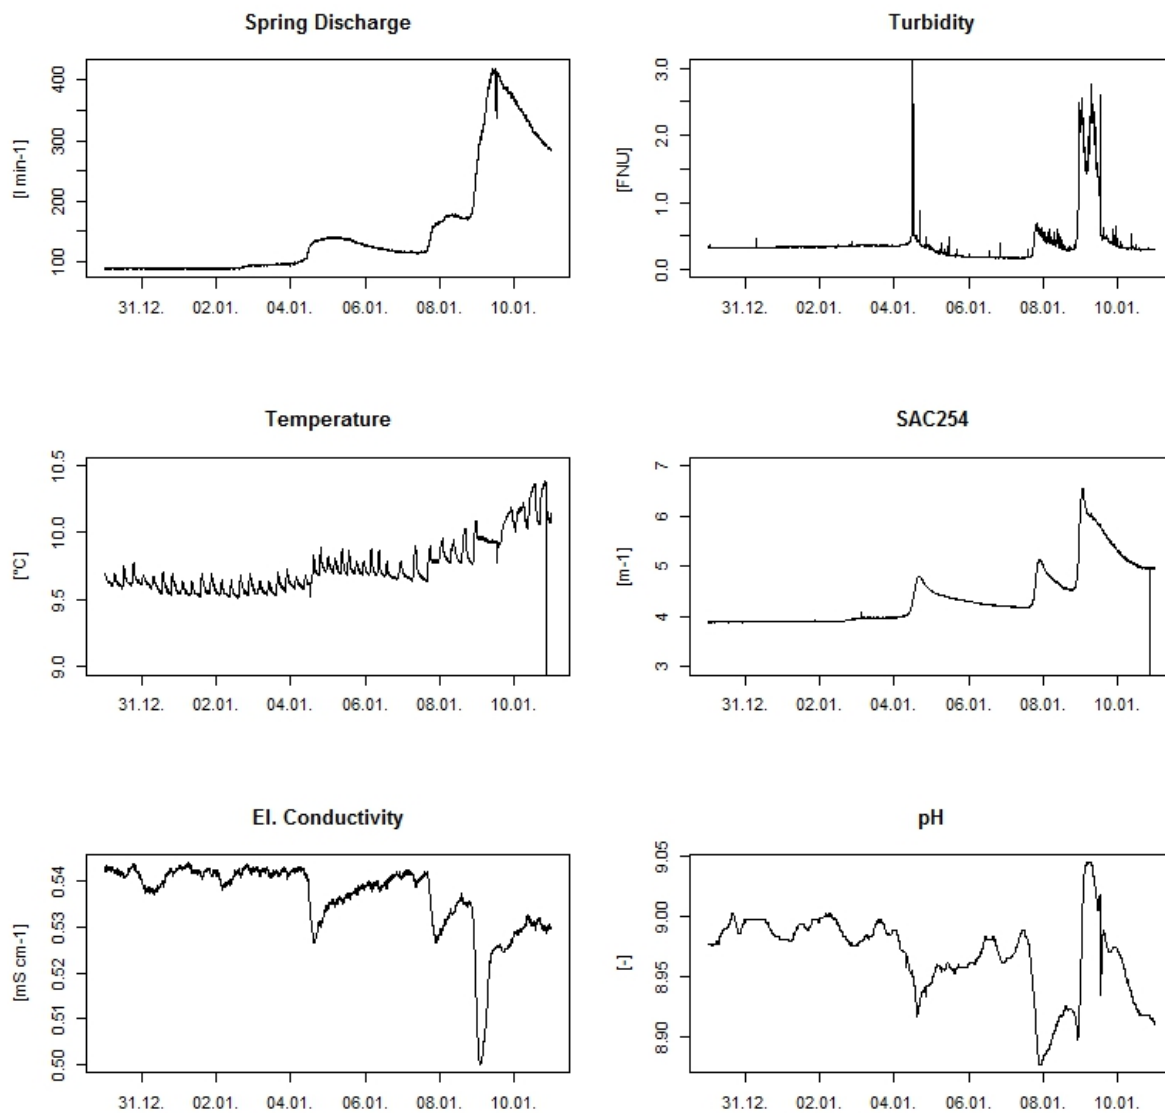 Spring Discharge
[l min-1]
400
300
200
100
31.12. 02.01. 04.01. 06.01. 08.01. 10.01.
Turbidity
[FNU]
3.0
2.0
1.0
0.0
31.12. 02.01. 04.01. 06.01. 08.01. 10.01.
Temperature
[ºC]
10.5
10.0
9.5
9.0
31.12. 02.01. 04.01. 06.01. 08.01. 10.01.
SAC254
[m-1]
7
6
5
4
3
31.12. 02.01. 04.01. 06.01. 08.01. 10.01.
El. Conductivity
[mS cm-1]
0.54
0.53
0.52
0.51
0.50
31.12. 02.01. 04.01. 06.01. 08.01. 10.01.
pH
[-]
9.05
9.00
8.95
8.90
31.12. 02.01. 04.01. 06.01. 08.01. 10.01.